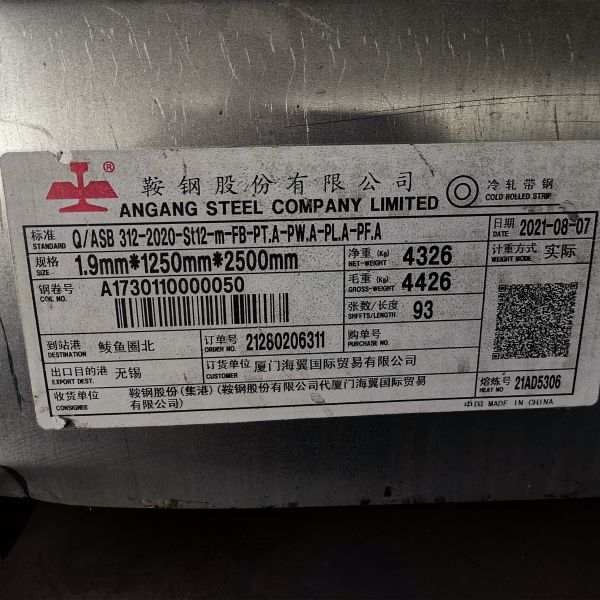 ®
鞍钢股份有限公司
ANGANG STEEL COMPANY LIMITED
冷轧带钢
COLD ROLLED STRIP
标准 STANDARD Q/ASB 312-2020-St12-m-FB-PT.A-PW.A-PL.A-PF.A
日期 DATE 2021-08-07
规格 SIZE 1.9mm*1250mm*2500mm
净重 (Kg) NET-WEIGHT 4326
计重方式 WEIGHT MODEL 实际
钢卷号 COIL NO. A1730110000050
毛重 (Kg) GROSS-WEIGHT 4426
张数/长度 SHFFTS/LENGTH 93
到站港 DESTINATION 鲅鱼圈北
订单号 ORDER NO. 21280206311
购单号 PURCHASE NO.
出口目的港 EXPORT DEST. 无锡
订货单位 CUSTOMER 厦门海翼国际贸易有限公司
收货单位 CONSIGNEE 鞍钢股份(集港)(鞍钢股份有限公司代厦门海翼国际贸易
有限公司)
熔炼号 HEAT NO 21AD5306
中国 MADE IN CHINA